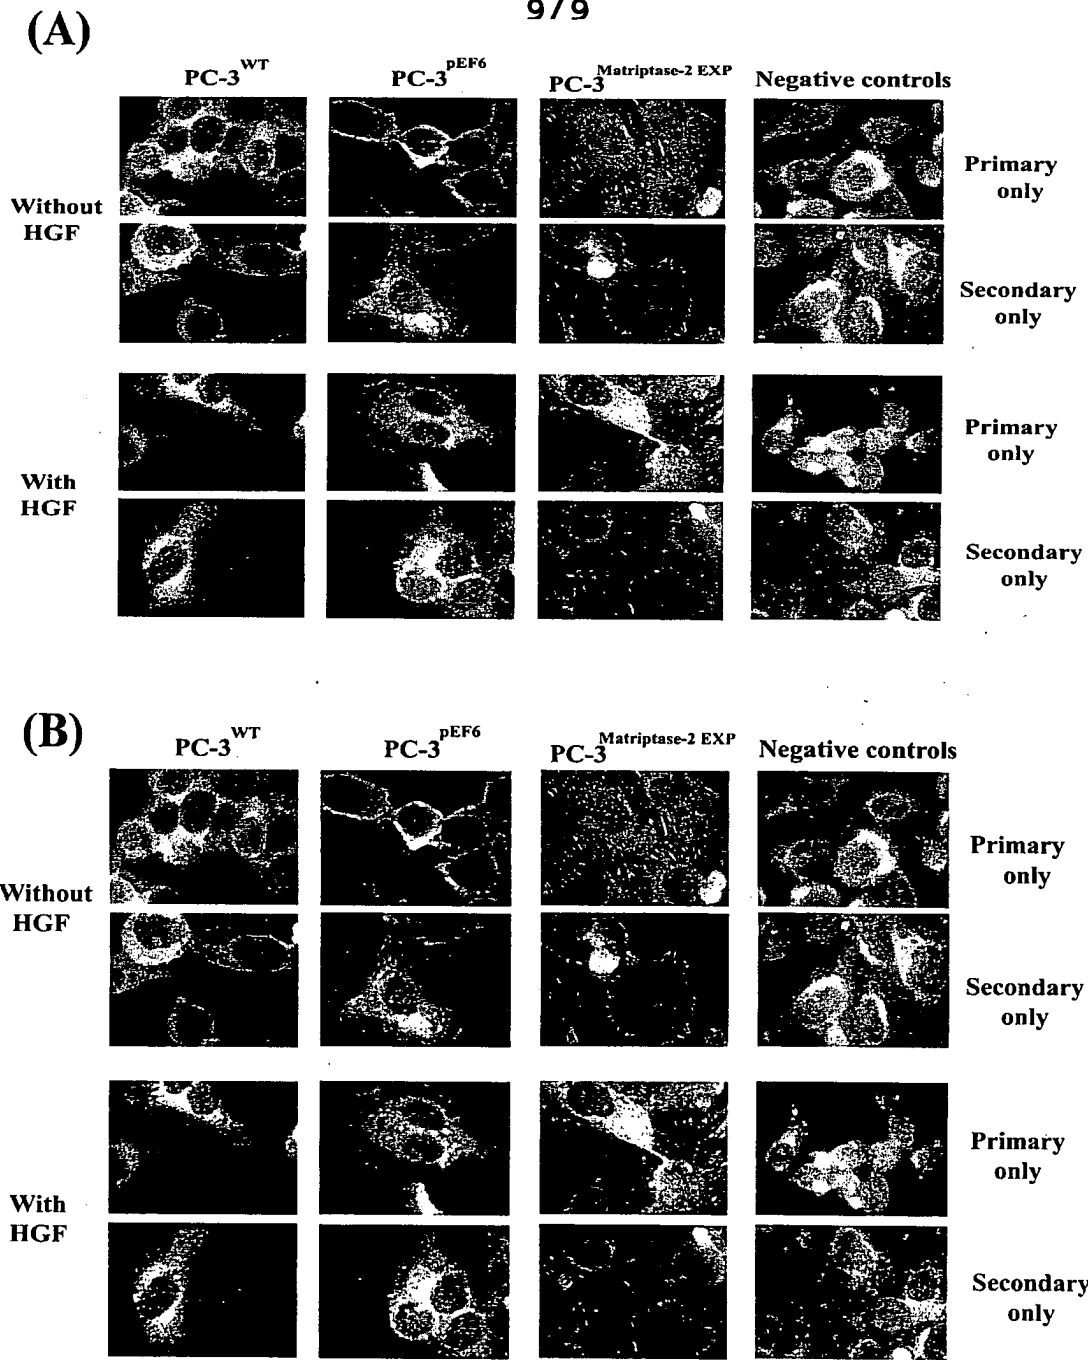 9/9
(A)
PC-3WT PC-3pEF6 PC-3Matriptase-2 EXP Negative controls
Without
HGF
Primary
only
Secondary
only
With
HGF
Primary
only
Secondary
only
(B)
PC-3WT PC-3pEF6 PC-3Matriptase-2 EXP Negative controls
Without
HGF
Primary
only
Secondary
only
With
HGF
Primary
only
Secondary
only